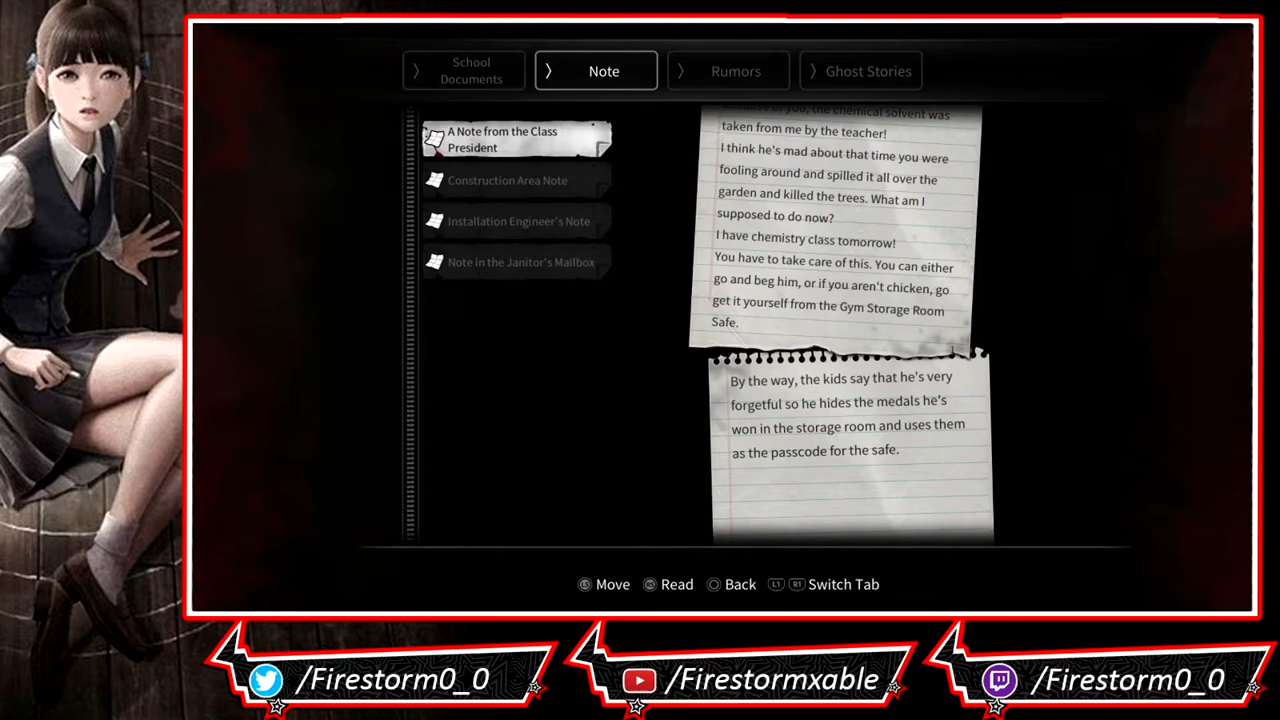 School
Documents
Note
Rumors
Ghost Stories
A Note from the Class
President
Construction Area Note
Installation Engineer's Note
Note in the Janitor's Mailbox
of you, the chemical solvent was
taken from me by the teacher!
I think he's mad about that time you were
fooling around and spilled it all over the
garden and killed the trees. What am I
supposed to do now?
I have chemistry class tomorrow!
You have to take care of this. You can either
go and beg him, or if you aren't chicken, go
get it yourself from the Gym Storage Room
Safe.
By the way, the kids say that he's very
forgetful so he hides the medals he's
won in the storage room and uses them
as the passcode for the safe.
Move
Read
Back
L1 R1 Switch Tab
/Firestorm0_0
/Firestormxable
/Firestorm0_0